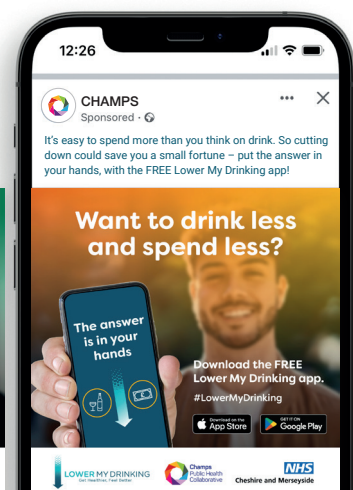 12:26
CHAMPS
Sponsored ·
It's easy to spend more than you think on drink. So cutting
down could save you a small fortune – put the answer in
your hands, with the FREE Lower My Drinking app!
Want to drink less
and spend less?
The answer
is in your
hands
Download the FREE
Lower My Drinking app.
#LowerMyDrinking
Download on the
App Store
GET IT ON
Google Play
LOWER MY DRINKING
Get Healthier, Feel Better
Champs
Public Health
Collaborative
NHS
Cheshire and Merseyside